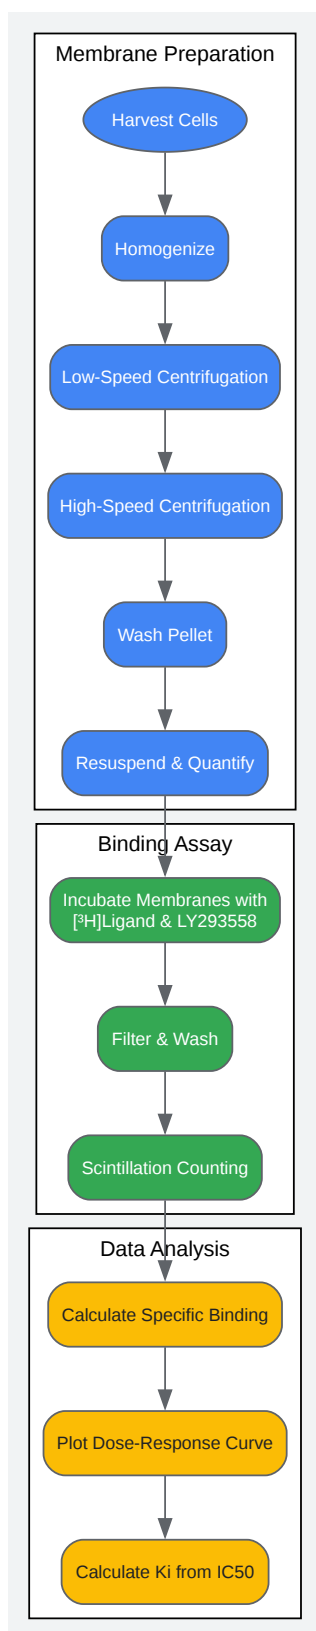 Membrane Preparation
Harvest Cells
Homogenize
Low-Speed Centrifugation
High-Speed Centrifugation
Wash Pellet
Resuspend & Quantify
Binding Assay
Incubate Membranes with
[³H]Ligand & LY293558
Filter & Wash
Scintillation Counting
Data Analysis
Calculate Specific Binding
Plot Dose-Response Curve
Calculate Ki from IC50